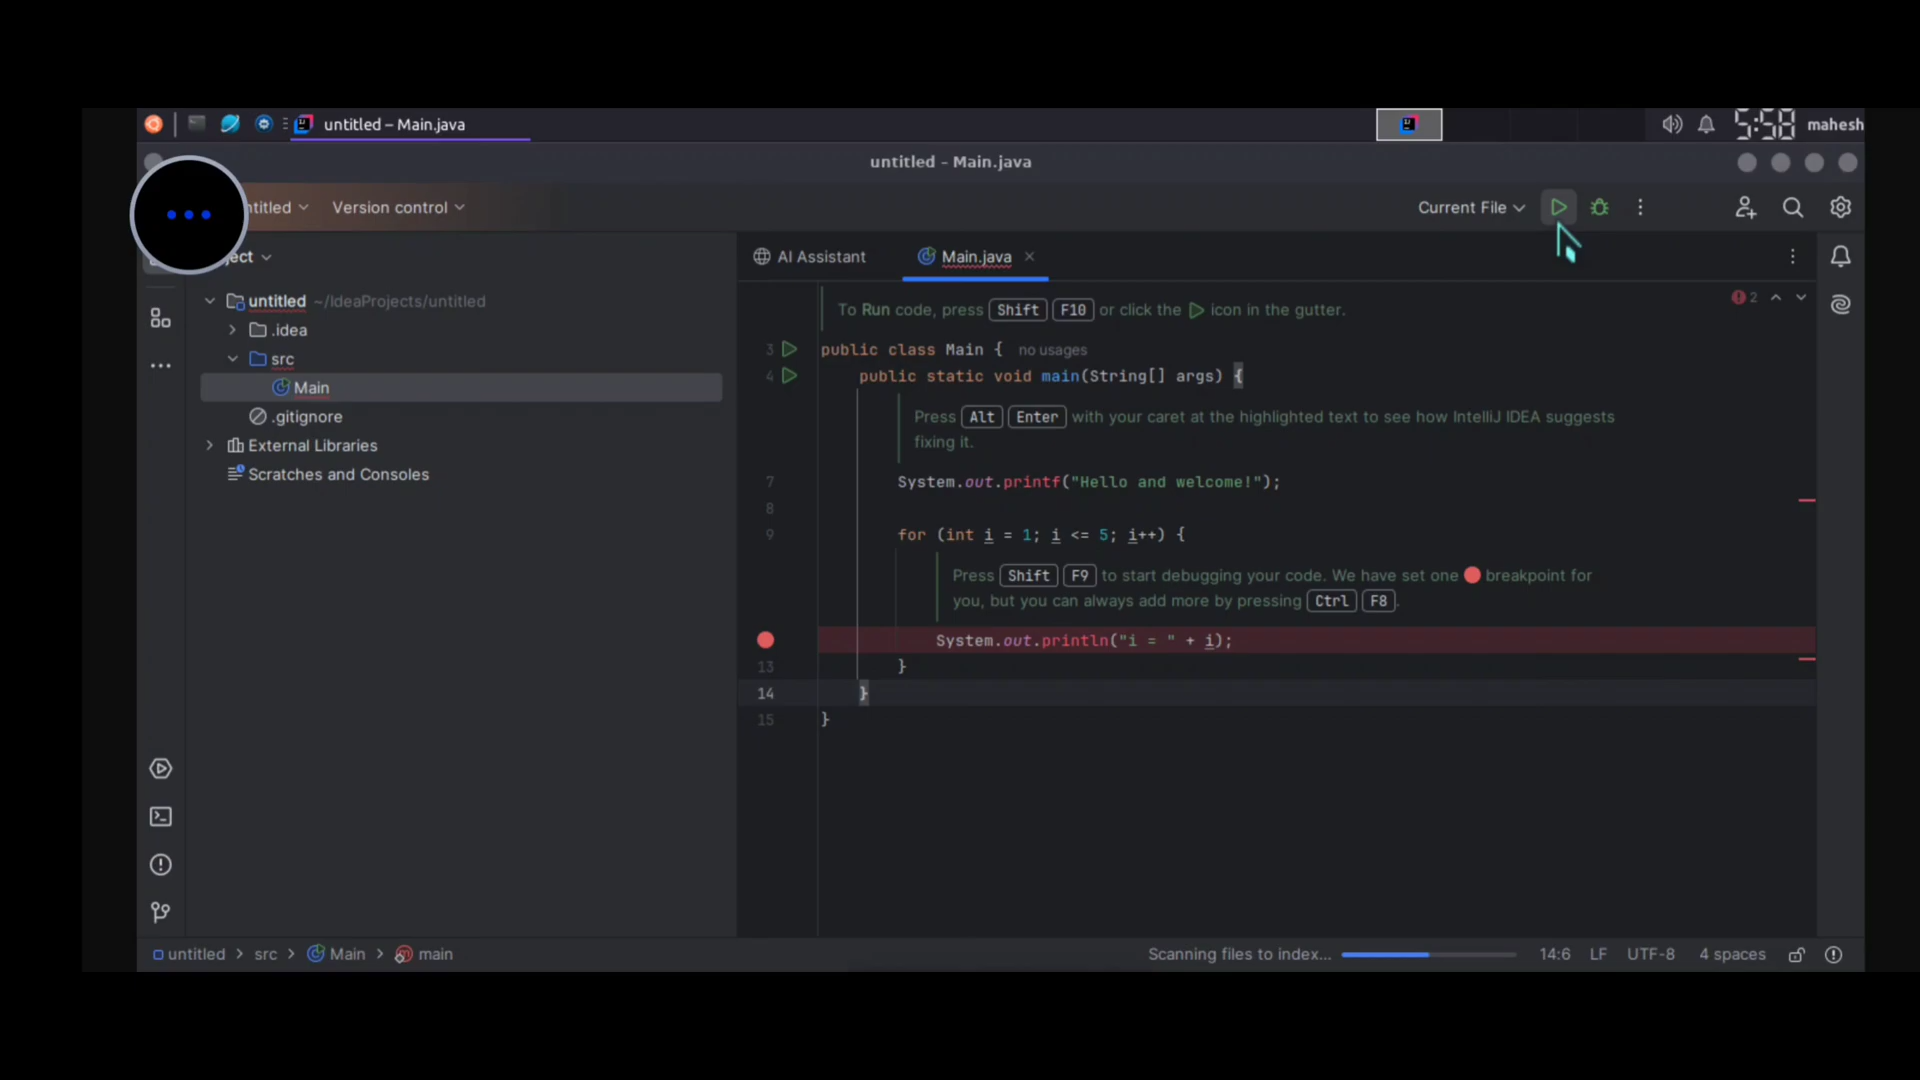 untitled – Main.java
5:58
mahesh
untitled – Main.java
ntitled
Version control
Current File
ject
AI Assistant
Main.java
untitled ~/IdeaProjects/untitled
.idea
src
Main
.gitignore
External Libraries
Scratches and Consoles
2
To Run code, press Shift F10 or click the icon in the gutter.
3 public class Main { no usages
4 public static void main(String[] args) {
Press Alt Enter with your caret at the highlighted text to see how IntelliJ IDEA suggests
fixing it.
7 System.out.printf("Hello and welcome!");
8
9 for (int i = 1; i <= 5; i++) {
Press Shift F9 to start debugging your code. We have set one breakpoint for
you, but you can always add more by pressing Ctrl F8.
System.out.println("i = " + i);
13 }
14 }
15 }
untitled > src > Main > main
Scanning files to index...
14:6 LF UTF-8 4 spaces